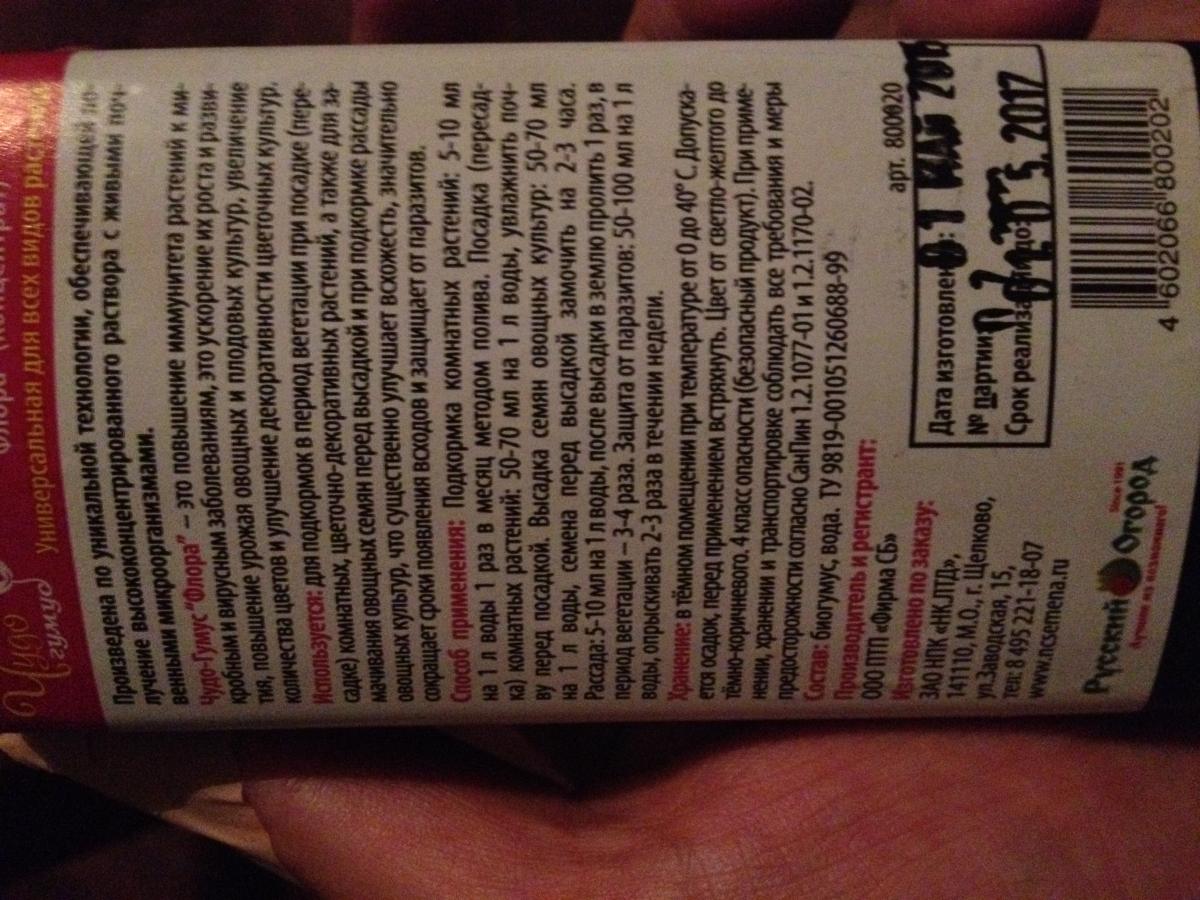 Чудо
гумус
Универсальная для всех видов растений
Произведена по уникальной технологии, обеспечивающей по-
лучение высококонцентрированного раствора с живыми поч-
венными микроорганизмами.
Чудо-Гумус "Флора" – это повышение иммунитета растений к ми-
кробным и вирусным заболеваниям, это ускорение их роста и разви-
тия, повышение урожая овощных и плодовых культур, увеличение
количества цветов и улучшение декоративности цветочных культур.
Используется: для подкормок в период вегетации при посадке (пере-
садке) комнатных, цветочно-декоративных растений, а также для за-
мачивания овощных семян перед высадкой и при подкормке рассады
овощных культур, что существенно улучшает всхожесть, значительно
сокращает сроки появления всходов и защищает от паразитов.
Способ применения: Подкормка комнатных растений: 5-10 мл
на 1 л воды 1 раз в месяц методом полива. Посадка (пересад-
ка) комнатных растений: 50-70 мл на 1 л воды, увлажнить поч-
ву перед посадкой. Высадка семян овощных культур: 50-70 мл
на 1 л воды, семена перед высадкой замочить на 2-3 часа.
Рассада: 5-10 мл на 1 л воды, после высадки в землю пролить 1 раз, в
период вегетации – 3-4 раза. Защита от паразитов: 50-100 мл на 1 л
воды, опрыскивать 2-3 раза в течении недели.
Хранение: в тёмном помещении при температуре от 0 до 40° С. Допуска-
ется осадок, перед применением встряхнуть. Цвет от светло-желтого до
тёмно-коричневого. 4 класс опасности (безопасный продукт). При приме-
нении, хранении и транспортировке соблюдать все требования и меры
предосторожности согласно СанПин 1.2.1077-01 и 1.2.11170-02.
Состав: биогумус, вода. ТУ 9819-001051260688-99
Производитель и регистрант:
ООО ПТП «Фирма СБ»
арт. 800020
Изготовлено по заказу:
ЗАО НПК «НК.ЛТД»,
141110, М.О., г. Щелково,
ул.Заводская, 15,
тел: 8 495 221-18-07
www.ncsemena.ru
Дата изготовлен 01 МАЙ
№ партии
Срок реализа до: 05.2017
Русский Огород
Since 1991
Лучшее из возможного!
4 602066 800202